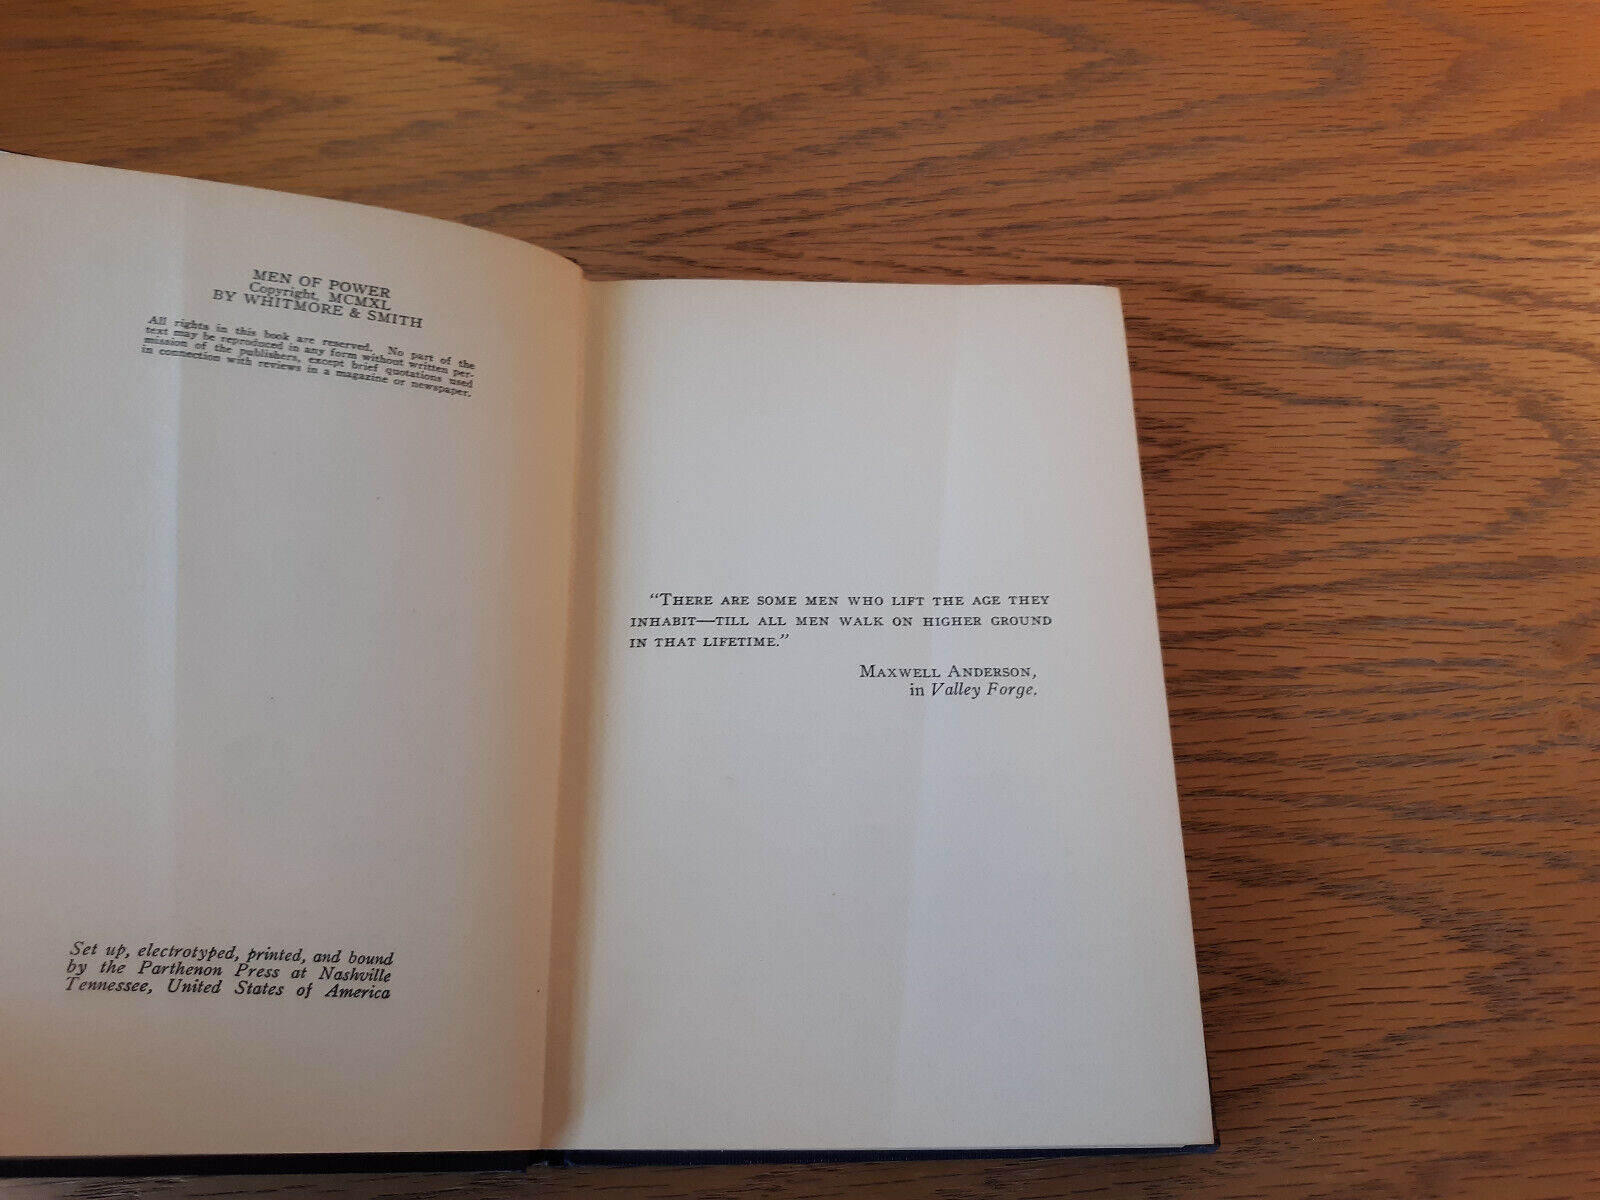 MEN OF POWER
Copyright, MCMXL
BY WHITMORE & SMITH
All rights in this book are reserved. No part of the
text may be reproduced in any form without written per-
mission of the publishers, except brief quotations used
in connection with reviews in a magazine or newspaper.
Set up, electrotyped, printed, and bound
by the Parthenon Press at Nashville
Tennessee, United States of America
“THERE ARE SOME MEN WHO LIFT THE AGE THEY
INHABIT—TILL ALL MEN WALK ON HIGHER GROUND
IN THAT LIFETIME.”
MAXWELL ANDERSON,
in Valley Forge.